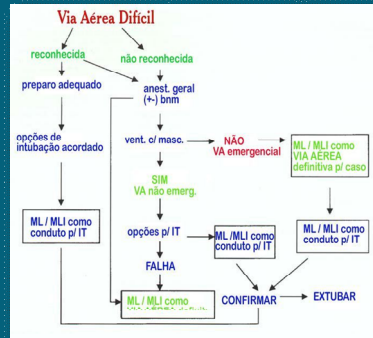 Via Aérea Difícil
reconhecida
não reconhecida
preparo adequado
anest. geral
(+-) bnm
opções de
intubação acordado
vent. c/ masc.
NÃO
VA emergencial
ML / MLI como
VIA AÉREA
definitiva p/ caso
SIM
VA não emerg.
ML / MLI como
conduto p/ IT
opções p/ IT
ML /MLI como
conduto p/ IT
ML / MLI como
conduto p/ IT
FALHA
ML / MLI como
CONFIRMAR
EXTUBAR